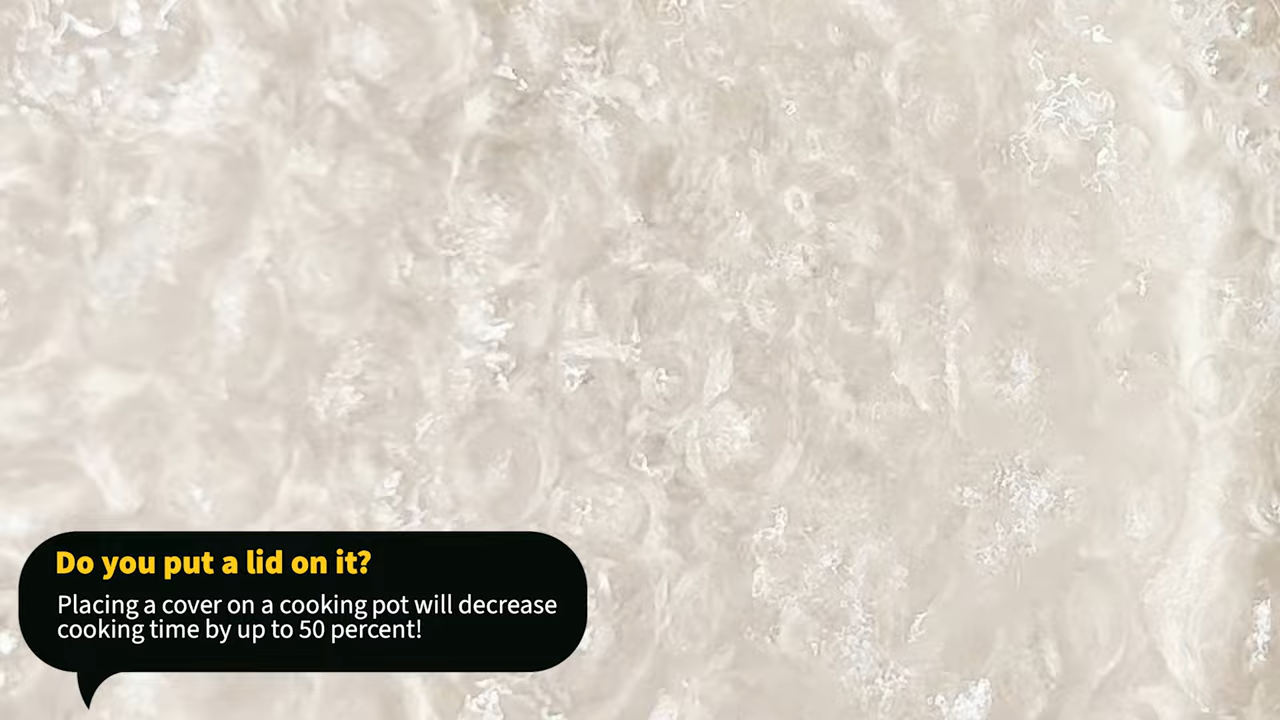 Do you put a lid on it?
Placing a cover on a cooking pot will decrease
cooking time by up to 50 percent!